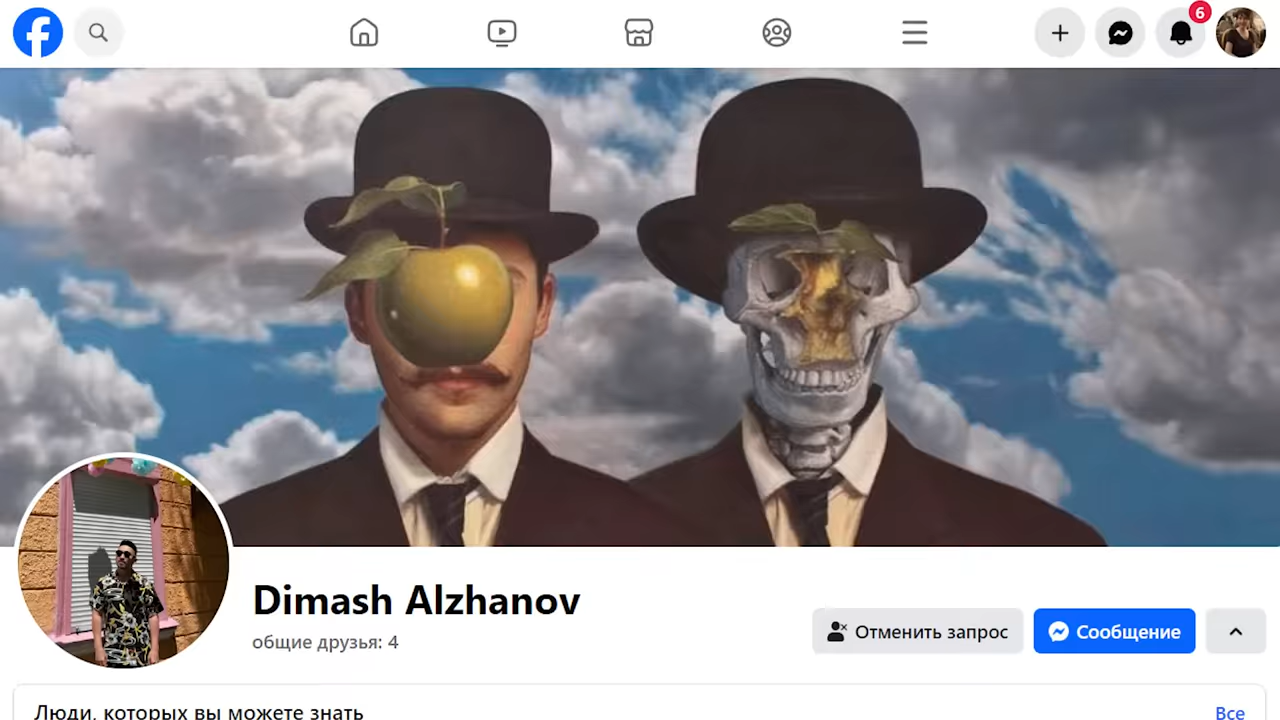 6
Dimash Alzhanov
общие друзья: 4
Отменить запрос
Сообщение
Люди, которых вы можете знать
Все